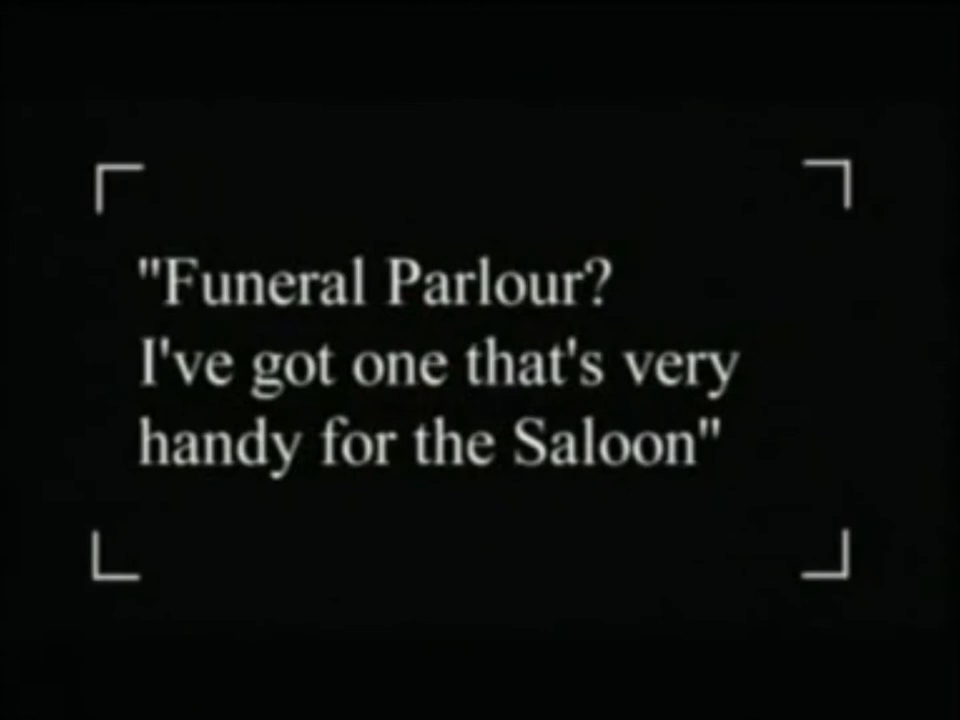 "Funeral Parlour?
I've got one that's very
handy for the Saloon"